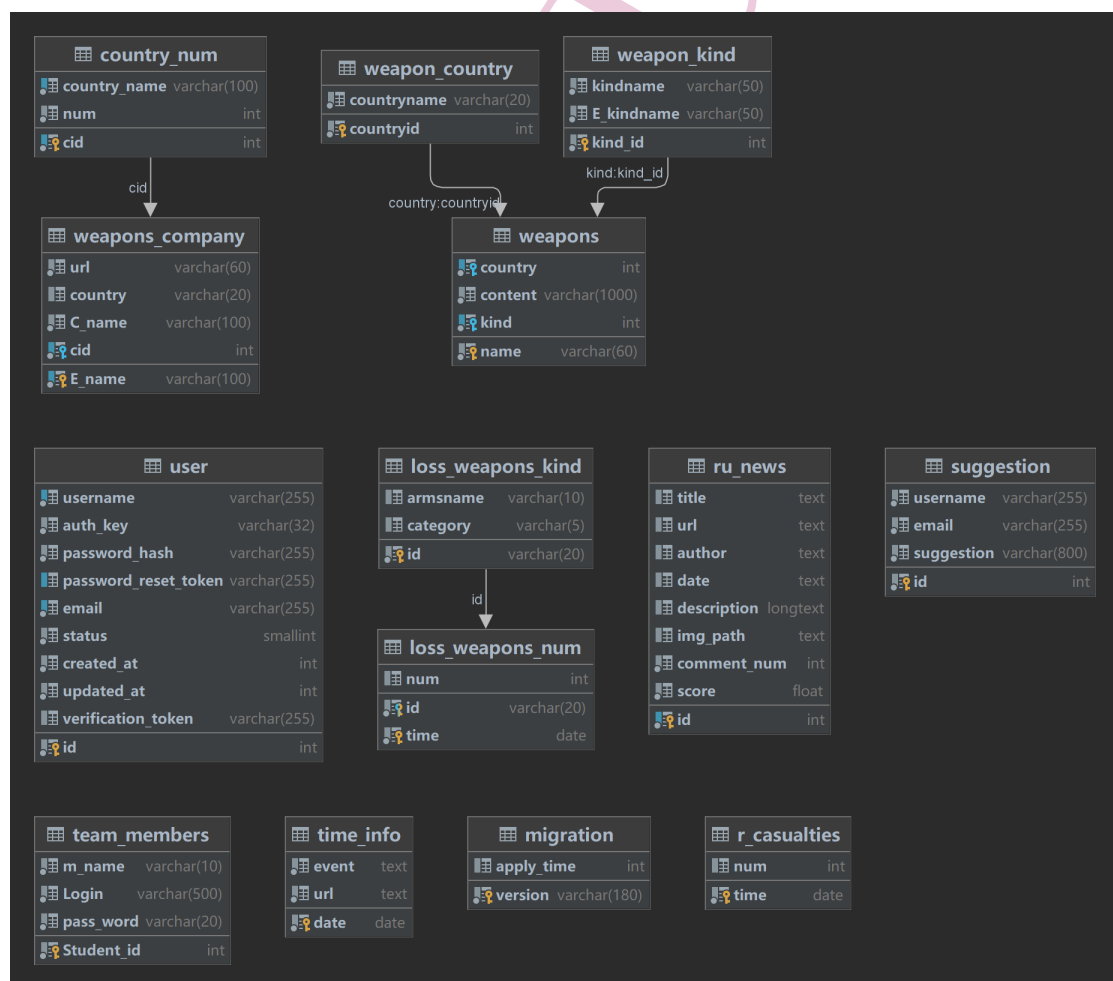 country_num
country_name varchar(100)
num int
cid int
weapon_country
countryname varchar(20)
countryid int
weapon_kind
kindname varchar(50)
E_kindname varchar(50)
kind_id int
cid
country:countryid
kind:kind_id
weapons_company
url varchar(60)
country varchar(20)
C_name varchar(100)
cid int
E_name varchar(100)
weapons
country int
content varchar(1000)
kind int
name varchar(60)
user
username varchar(255)
auth_key varchar(32)
password_hash varchar(255)
password_reset_token varchar(255)
email varchar(255)
status smallint
created_at int
updated_at int
verification_token varchar(255)
id int
loss_weapons_kind
armsname varchar(10)
category varchar(5)
id varchar(20)
id
loss_weapons_num
num int
id varchar(20)
time date
ru_news
title text
url text
author text
date text
description longtext
img_path text
comment_num int
score float
id int
suggestion
username varchar(255)
email varchar(255)
suggestion varchar(800)
id int
team_members
m_name varchar(10)
Login varchar(500)
pass_word varchar(20)
Student_id int
time_info
event text
url text
date date
migration
apply_time int
version varchar(180)
r_casualties
num int
time date